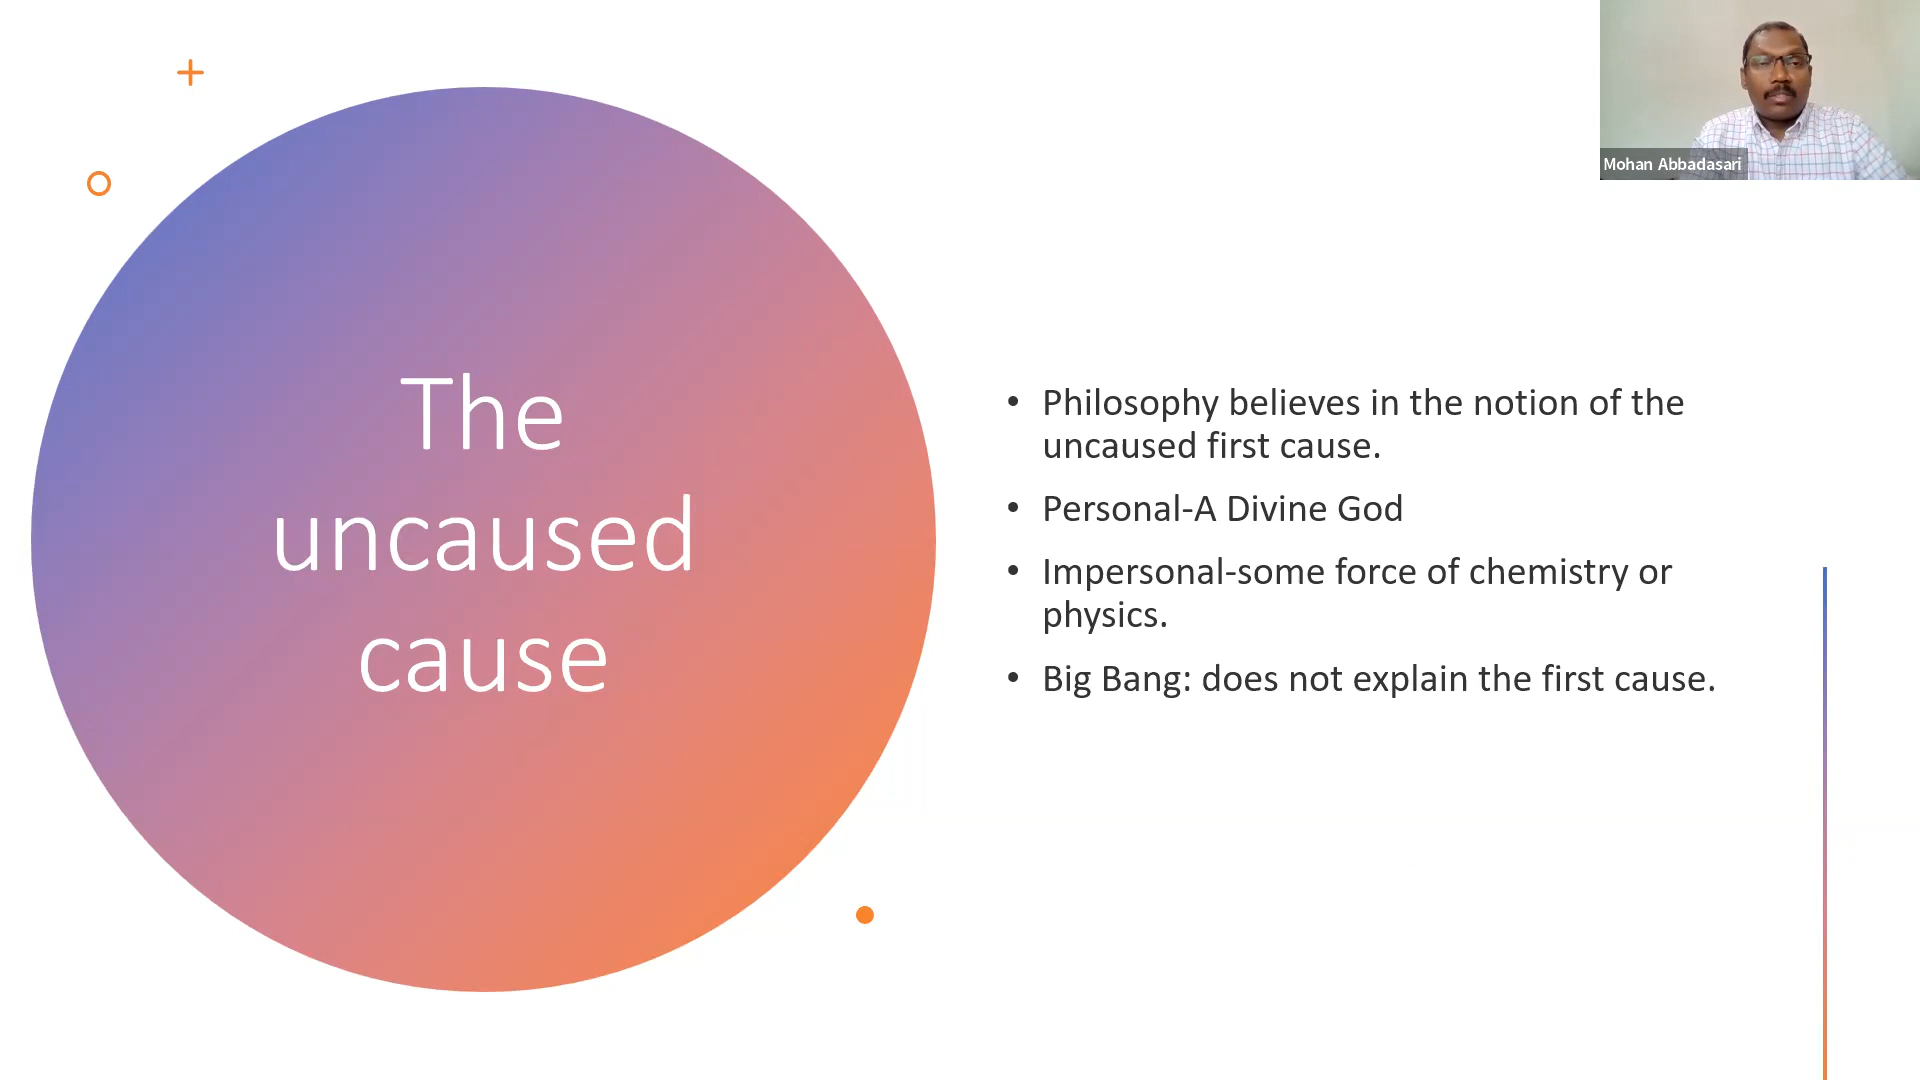 The
uncaused
cause
• Philosophy believes in the notion of the
uncaused first cause.
• Personal-A Divine God
• Impersonal-some force of chemistry or
physics.
• Big Bang: does not explain the first cause.
Mohan Abbadasari